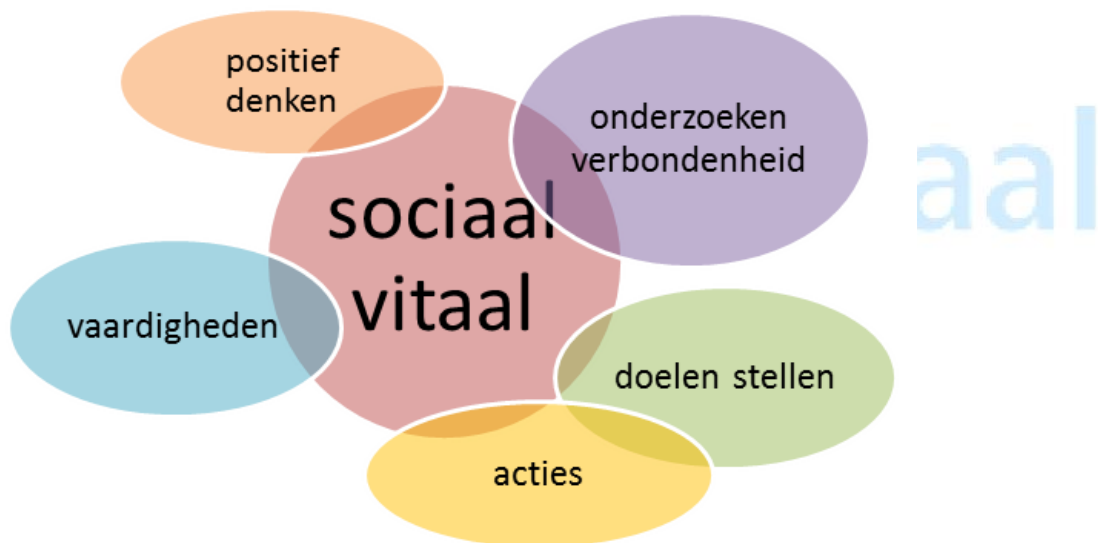 positief
denken
onderzoeken
verbondenheid
sociaal
vitaal
vaardigheden
doelen stellen
acties
aal